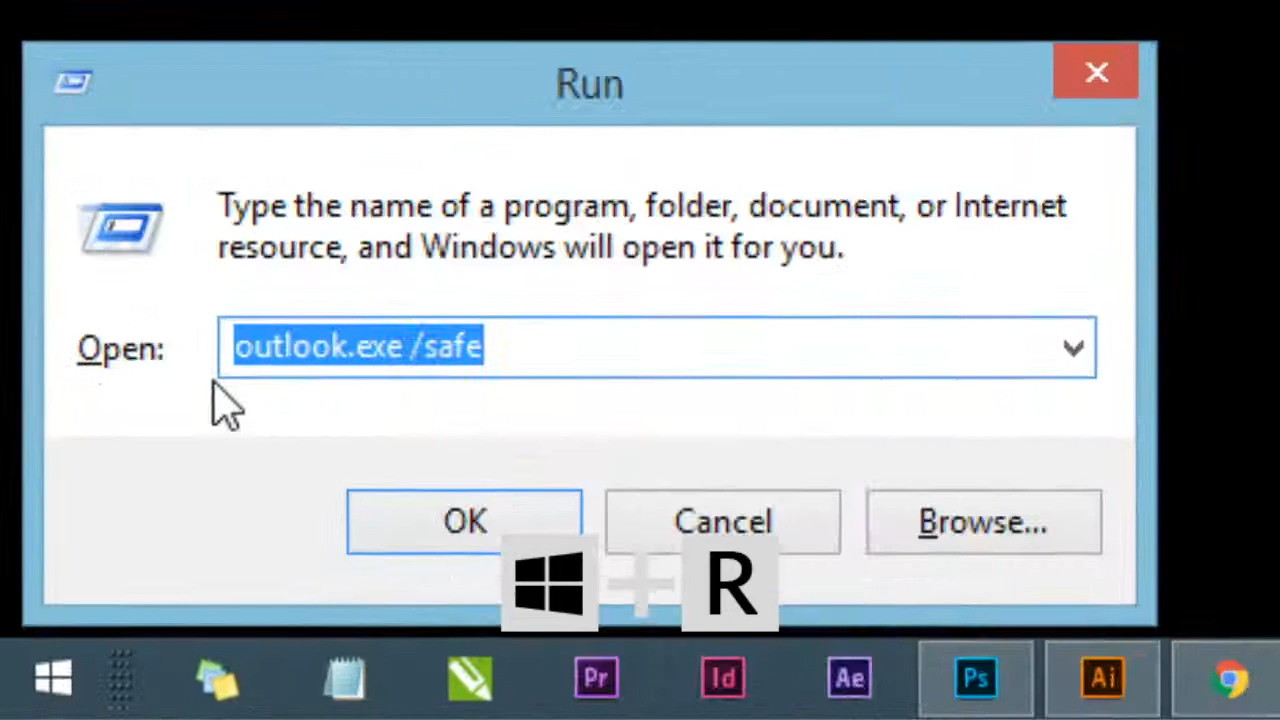 Run
Type the name of a program, folder, document, or Internet
resource, and Windows will open it for you.
Open:
outlook.exe /safe
OK
Cancel
Browse...
R
Pr
Id
Ae
Ps
Ai